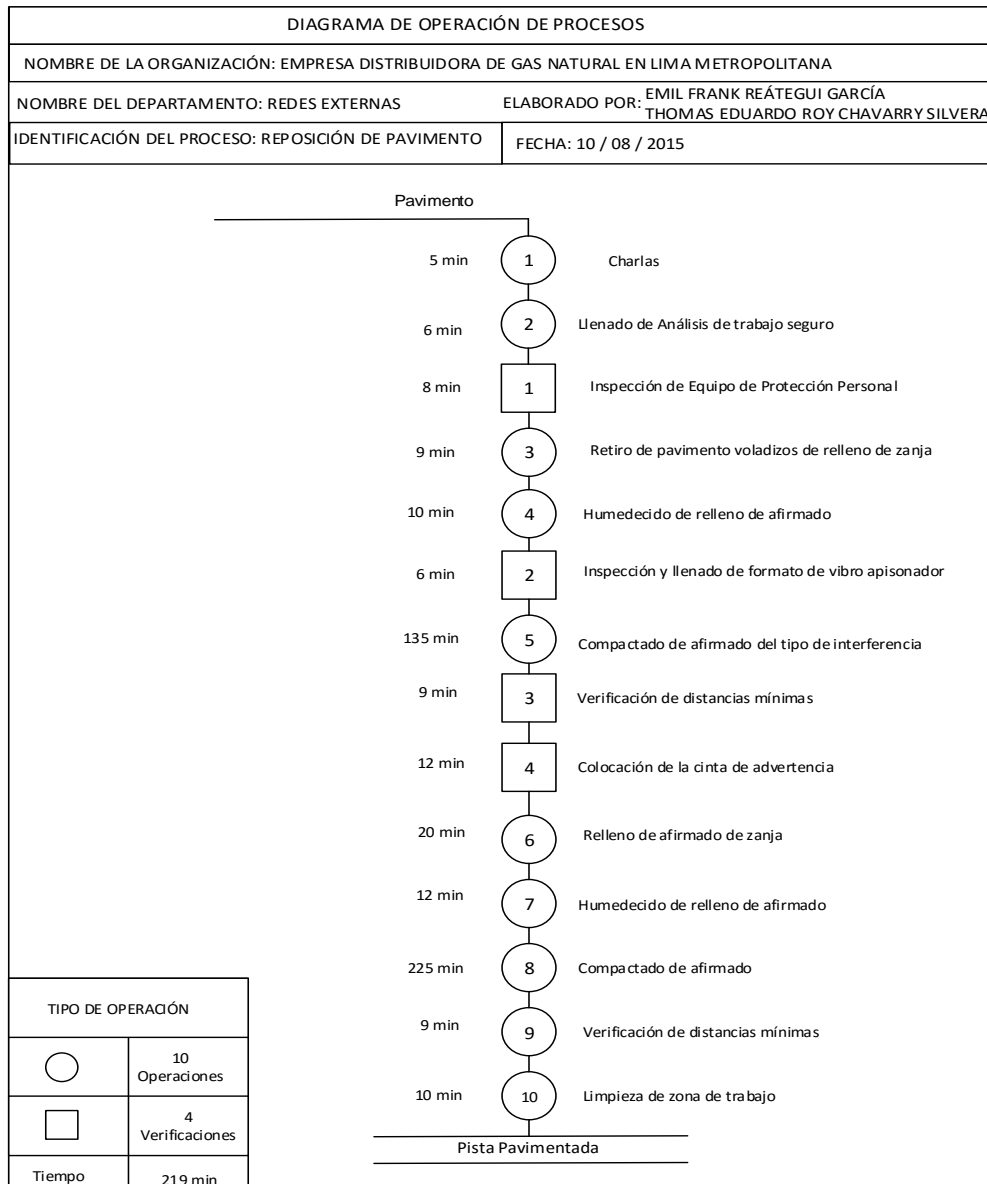 DIAGRAMA DE OPERACIÓN DE PROCESOS
NOMBRE DE LA ORGANIZACIÓN: EMPRESA DISTRIBUIDORA DE GAS NATURAL EN LIMA METROPOLITANA
NOMBRE DEL DEPARTAMENTO: REDES EXTERNAS
ELABORADO POR: EMIL FRANK REÁTEGUI GARCÍA
THOMAS EDUARDO ROY CHAVARRY SILVERA
IDENTIFICACIÓN DEL PROCESO: REPOSICIÓN DE PAVIMENTO
FECHA: 10 / 08 / 2015
Pavimento
5 min 1 Charlas
6 min 2 Llenado de Análisis de trabajo seguro
8 min 1 Inspección de Equipo de Protección Personal
9 min 3 Retiro de pavimento voladizos de relleno de zanja
10 min 4 Humedecido de relleno de afirmado
6 min 2 Inspección y llenado de formato de vibro apisonador
135 min 5 Compactado de afirmado del tipo de interferencia
9 min 3 Verificación de distancias mínimas
12 min 4 Colocación de la cinta de advertencia
20 min 6 Relleno de afirmado de zanja
12 min 7 Humedecido de relleno de afirmado
225 min 8 Compactado de afirmado
9 min 9 Verificación de distancias mínimas
10 min 10 Limpieza de zona de trabajo
Pista Pavimentada
TIPO DE OPERACIÓN
10
Operaciones
4
Verificaciones
Tiempo
219 min